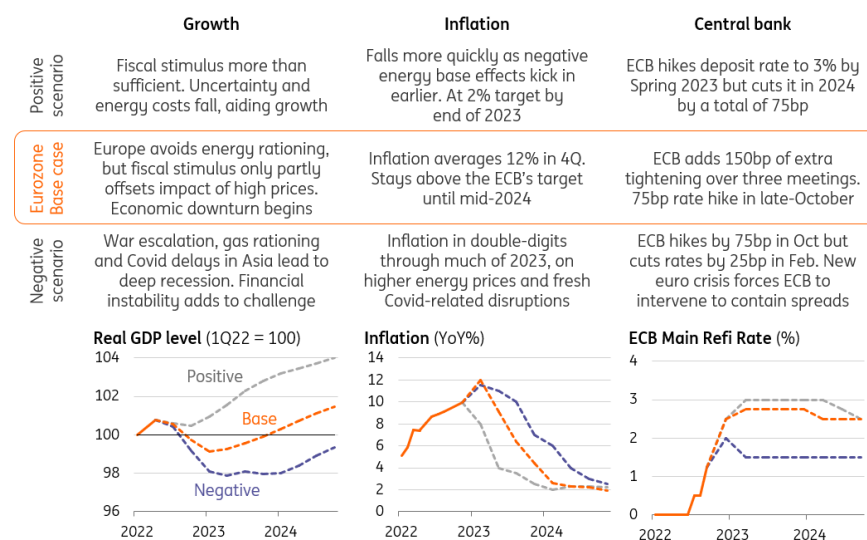 Growth
Inflation
Central bank
Positive scenario
Fiscal stimulus more than
sufficient. Uncertainty and
energy costs fall, aiding growth
Falls more quickly as negative
energy base effects kick in
earlier. At 2% target by
end of 2023
ECB hikes deposit rate to 3% by
Spring 2023 but cuts it in 2024
by a total of 75bp
Eurozone
Base case
Europe avoids energy rationing,
but fiscal stimulus only partly
offsets impact of high prices.
Economic downturn begins
Inflation averages 12% in 4Q.
Stays above the ECB's target
until mid-2024
ECB adds 150bp of extra
tightening over three meetings.
75bp rate hike in late-October
Negative
scenario
War escalation, gas rationing
and Covid delays in Asia lead to
deep recession. Financial
instability adds to challenge
Inflation in double-digits
through much of 2023, on
higher energy prices and fresh
Covid-related disruptions
ECB hikes by 75bp in Oct but
cuts rates by 25bp in Feb. New
euro crisis forces ECB to
intervene to contain spreads
Real GDP level (1Q22 = 100)
104
102
100
98
96
Positive
Base
Negative
2022
2023
2024
Inflation (YoY%)
14
12
10
8
6
4
2
0
2022
2023
2024
ECB Main Refi Rate (%)
4
3
2
1
0
2022
2023
2024